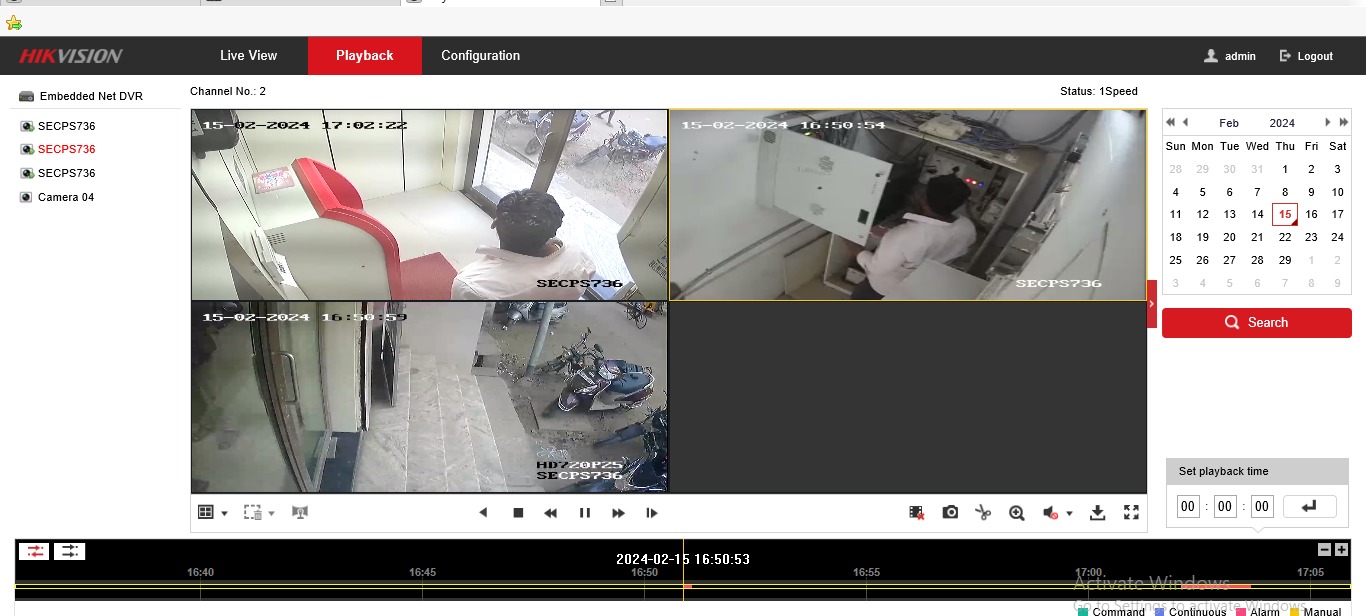 HIKVISION
Live View
Playback
Configuration
admin
Logout
Embedded Net DVR
SECPS736
SECPS736
SECPS736
Camera 04
Channel No.: 2
Status: 1Speed
15-02-2024 17:02:22
SECPS736
15-02-2024 16:50:54
SECPS736
15-02-2024 16:50:59
HD720P25
SECPS736
Feb 2024
Sun Mon Tue Wed Thu Fri Sat
28 29 30 31 1 2 3
4 5 6 7 8 9 10
11 12 13 14 15 16 17
18 19 20 21 22 23 24
25 26 27 28 29 1 2
3 4 5 6 7 8 9
Search
Set playback time
00 : 00 : 00
2024-02-15 16:50:53
16:40 16:45 16:50 16:55 17:00 17:05
Activate Windows
Go to Settings to activate Windows.
Command Continuous Alarm Manual